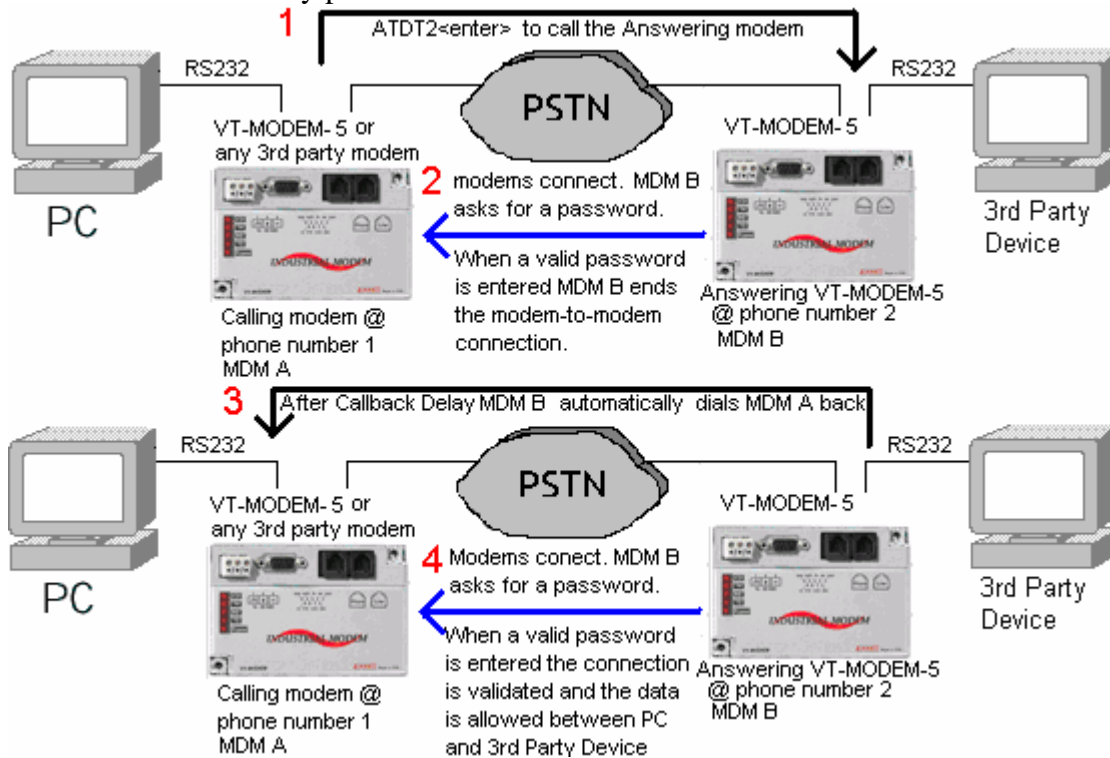 1
ATDT2<enter> to call the Answering modem
RS232
RS232
PSTN
VT-MODEM- 5 or
any 3rd party modem
VT-MODEM- 5
PC
2 modems connect. MDM B
asks for a password.
When a valid password
is entered MDM B ends
the modem-to-modem
connection.
INDUSTRIAL MODEM
INDUSTRIAL MODEM
3rd Party
Device
Calling modem @
phone number 1
MDM A
Answering VT-MODEM-5
@ phone number 2
MDM B
3
After Callback Delay MDM B automatically dials MDM A back
RS232
RS232
PSTN
VT-MODEM- 5 or
any 3rd party modem
VT-MODEM- 5
PC
4 Modems conect. MDM B
asks for a password.
When a valid password
is entered the connection
is validated and the data
is allowed between PC
and 3rd Party Device
INDUSTRIAL MODEM
INDUSTRIAL MODEM
3rd Party
Device
Calling modem @
phone number 1
MDM A
Answering VT-MODEM-5
@ phone number 2
MDM B